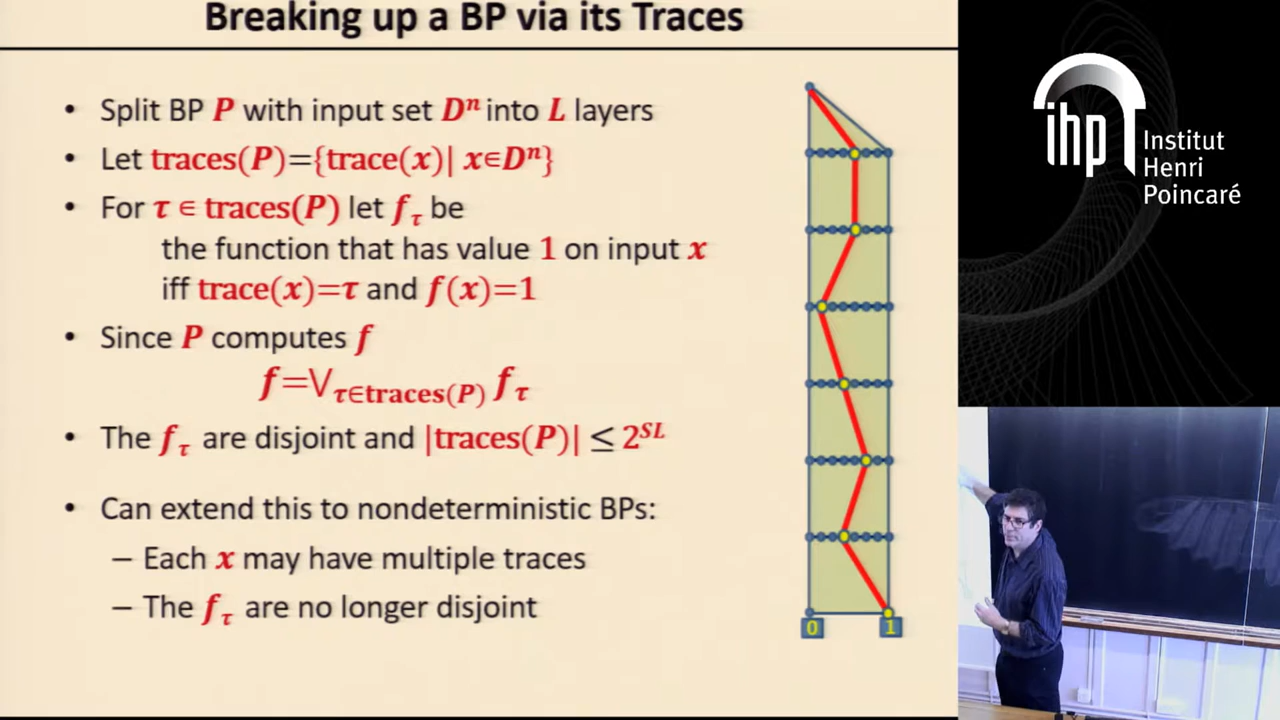 Breaking up a BP via its Traces
• Split BP P with input set Dⁿ into L layers
• Let traces(P)={trace(x)| x∈Dⁿ}
• For τ ∈ traces(P) let f_τ be
the function that has value 1 on input x
iff trace(x)=τ and f(x)=1
• Since P computes f
f=⋁_{τ∈traces(P)} f_τ
• The f_τ are disjoint and |traces(P)| ≤ 2^{SL}
• Can extend this to nondeterministic BPs:
– Each x may have multiple traces
– The f_τ are no longer disjoint
0 1
ihp
Institut
Henri
Poincaré